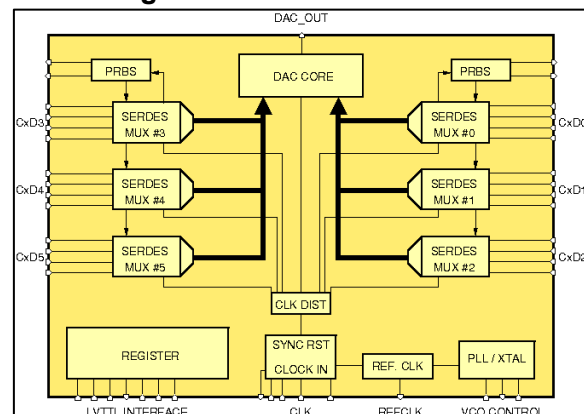 DAC_OUT
PRBS
DAC CORE
PRBS
CxD3
SERDES
MUX #3
SERDES
MUX #0
CxD0
CxD4
SERDES
MUX #4
SERDES
MUX #1
CxD1
CxD5
SERDES
MUX #5
SERDES
MUX #2
CxD2
CLK DIST
REGISTER
SYNC RST
CLOCK IN
REF. CLK
PLL / XTAL
LVTTL INTERFACE
CLK
REFCLK
VCO CONTROL